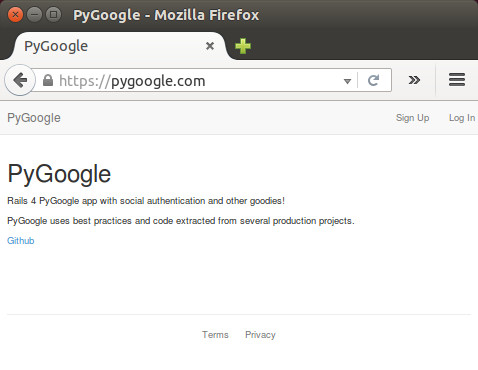 PyGoogle - Mozilla Firefox
PyGoogle
https://pygoogle.com
PyGoogle Sign Up Log In
PyGoogle
Rails 4 PyGoogle app with social authentication and other goodies!
PyGoogle uses best practices and code extracted from several production projects.
Github
Terms Privacy